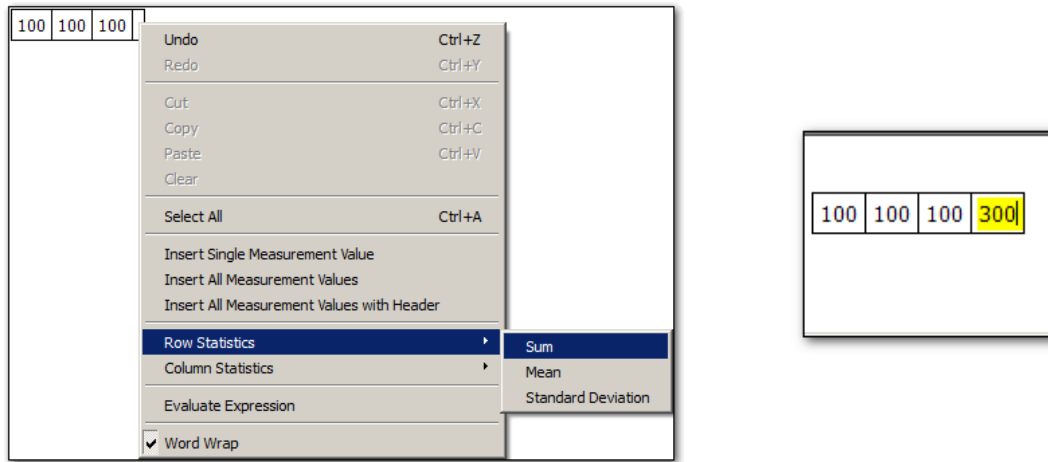 100 100 100
Undo Ctrl+Z
Redo Ctrl+Y
Cut Ctrl+X
Copy Ctrl+C
Paste Ctrl+V
Clear
Select All Ctrl+A
Insert Single Measurement Value
Insert All Measurement Values
Insert All Measurement Values with Header
Row Statistics
Column Statistics
Evaluate Expression
Word Wrap
Sum
Mean
Standard Deviation
100 100 100 300